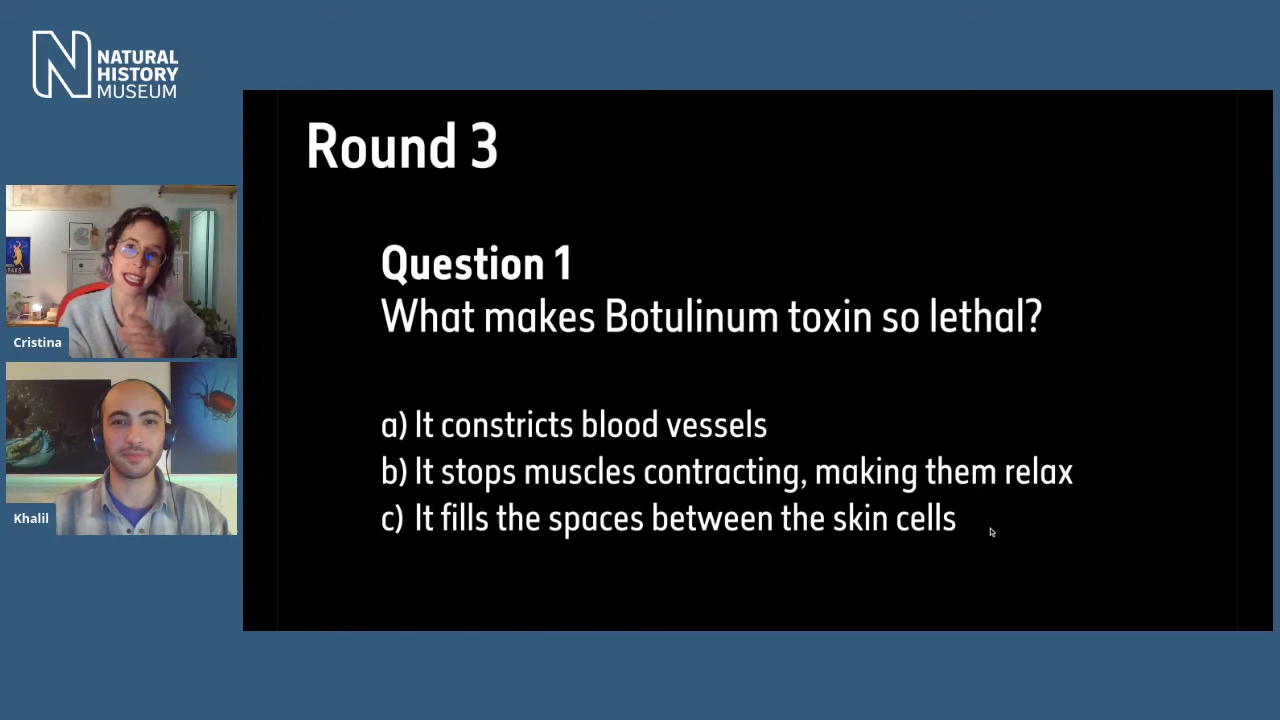 NATURAL
HISTORY
MUSEUM
Round 3
Question 1
What makes Botulinum toxin so lethal?
a) It constricts blood vessels
b) It stops muscles contracting, making them relax
c) It fills the spaces between the skin cells
Cristina
Khalil